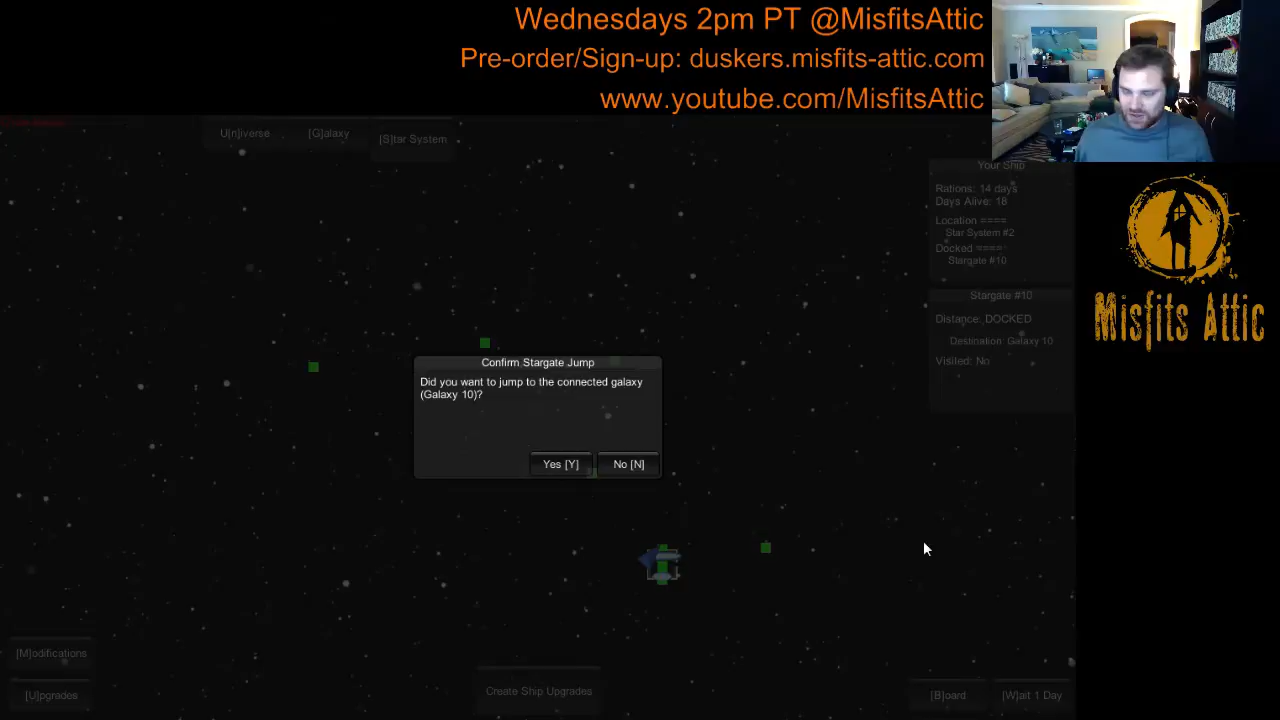 Wednesdays 2pm PT @MisfitsAttic
Pre-order/Sign-up: duskers.misfits-attic.com
www.youtube.com/MisfitsAttic
U(n)iverse
[G]alaxy
[S]tar System
Your Ship
Rations: 14 days
Days Alive: 18
Location ====
Star System #2
Docked ====
Stargate #10
Stargate #10
Distance: DOCKED
Destination: Galaxy 10
Visited: No
Misfits Attic
Confirm Stargate Jump
Did you want to jump to the connected galaxy
(Galaxy 10)?
Yes [Y]
No [N]
[M]odifications
[U]pgrades
Create Ship Upgrades
[B]oard
[W]ait 1 Day